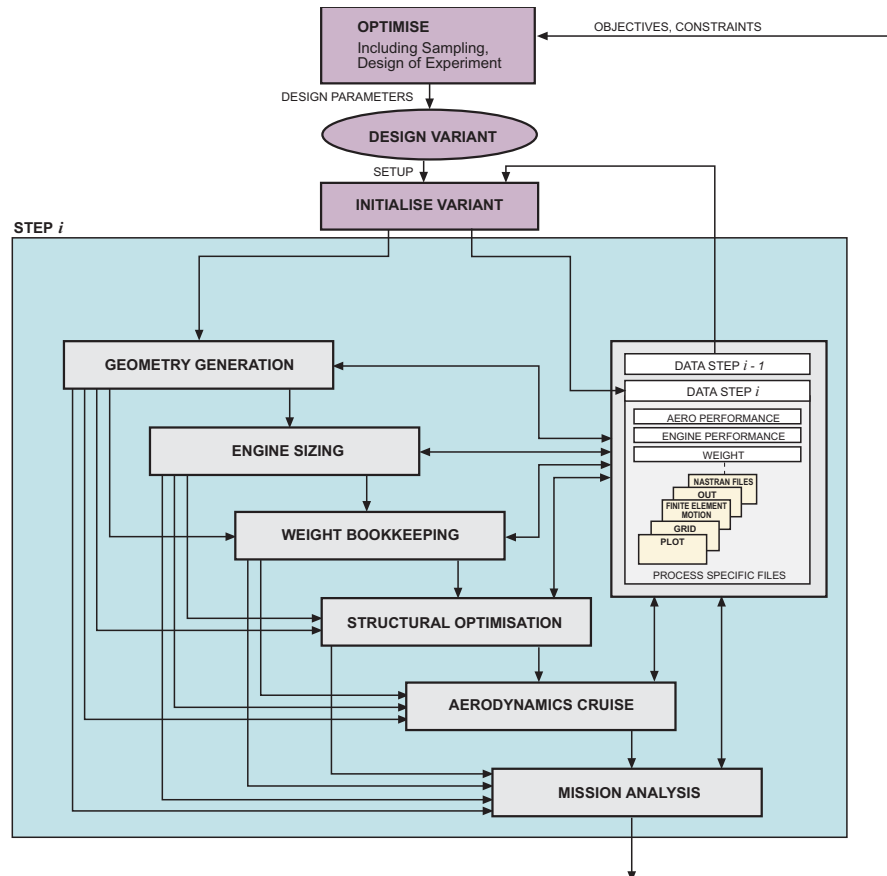 OPTIMISE
Including Sampling,
Design of Experiment
OBJECTIVES, CONSTRAINTS
DESIGN PARAMETERS
DESIGN VARIANT
SETUP
INITIALISE VARIANT
STEP i
GEOMETRY GENERATION
DATA STEP i - 1
DATA STEP i
AERO PERFORMANCE
ENGINE PERFORMANCE
WEIGHT
ENGINE SIZING
NASTRAN FILES
OUT
FINITE ELEMENT
MOTION
GRID
PLOT
PROCESS SPECIFIC FILES
WEIGHT BOOKKEEPING
STRUCTURAL OPTIMISATION
AERODYNAMICS CRUISE
MISSION ANALYSIS